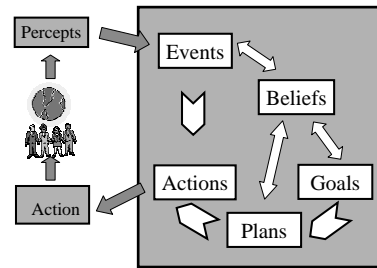 Percepts
Events
Beliefs
Actions
Goals
Action
Plans